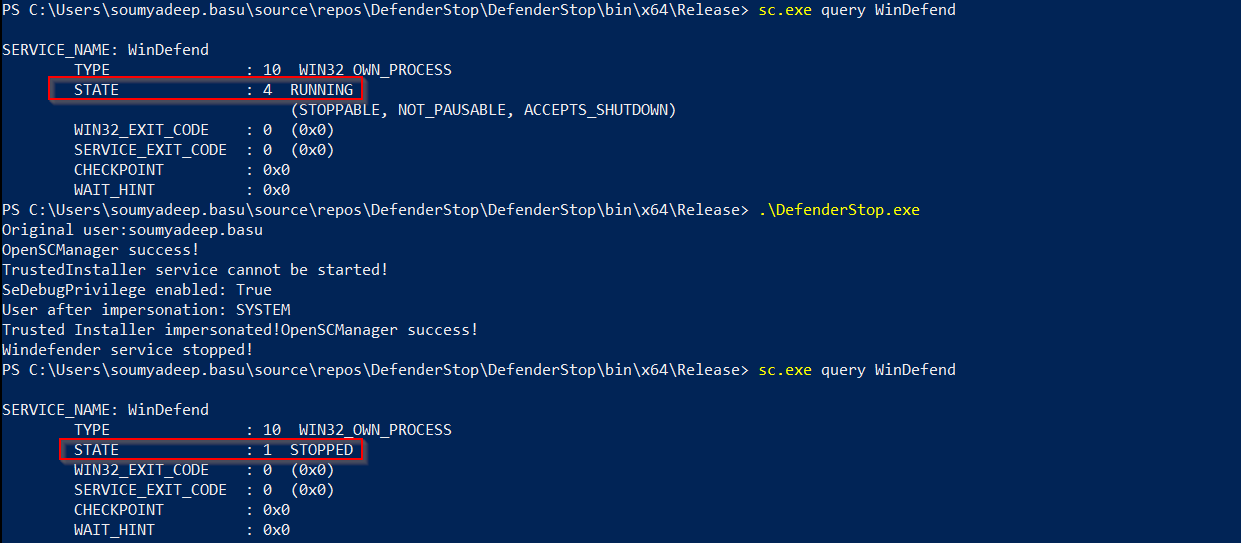 PS C:\Users\soumyadeep.basu\source\repos\DefenderStop\DefenderStop\bin\x64\Release> sc.exe query WinDefend
SERVICE_NAME: WinDefend
TYPE : 10 WIN32_OWN_PROCESS
STATE : 4 RUNNING
(STOPPABLE, NOT_PAUSABLE, ACCEPTS_SHUTDOWN)
WIN32_EXIT_CODE : 0 (0x0)
SERVICE_EXIT_CODE : 0 (0x0)
CHECKPOINT : 0x0
WAIT_HINT : 0x0
PS C:\Users\soumyadeep.basu\source\repos\DefenderStop\DefenderStop\bin\x64\Release> .\DefenderStop.exe
Original user:soumyadeep.basu
OpenSCManager success!
TrustedInstaller service cannot be started!
SeDebugPrivilege enabled: True
User after impersonation: SYSTEM
Trusted Installer impersonated!OpenSCManager success!
Windefender service stopped!
PS C:\Users\soumyadeep.basu\source\repos\DefenderStop\DefenderStop\bin\x64\Release> sc.exe query WinDefend
SERVICE_NAME: WinDefend
TYPE : 10 WIN32_OWN_PROCESS
STATE : 1 STOPPED
WIN32_EXIT_CODE : 0 (0x0)
SERVICE_EXIT_CODE : 0 (0x0)
CHECKPOINT : 0x0
WAIT_HINT : 0x0